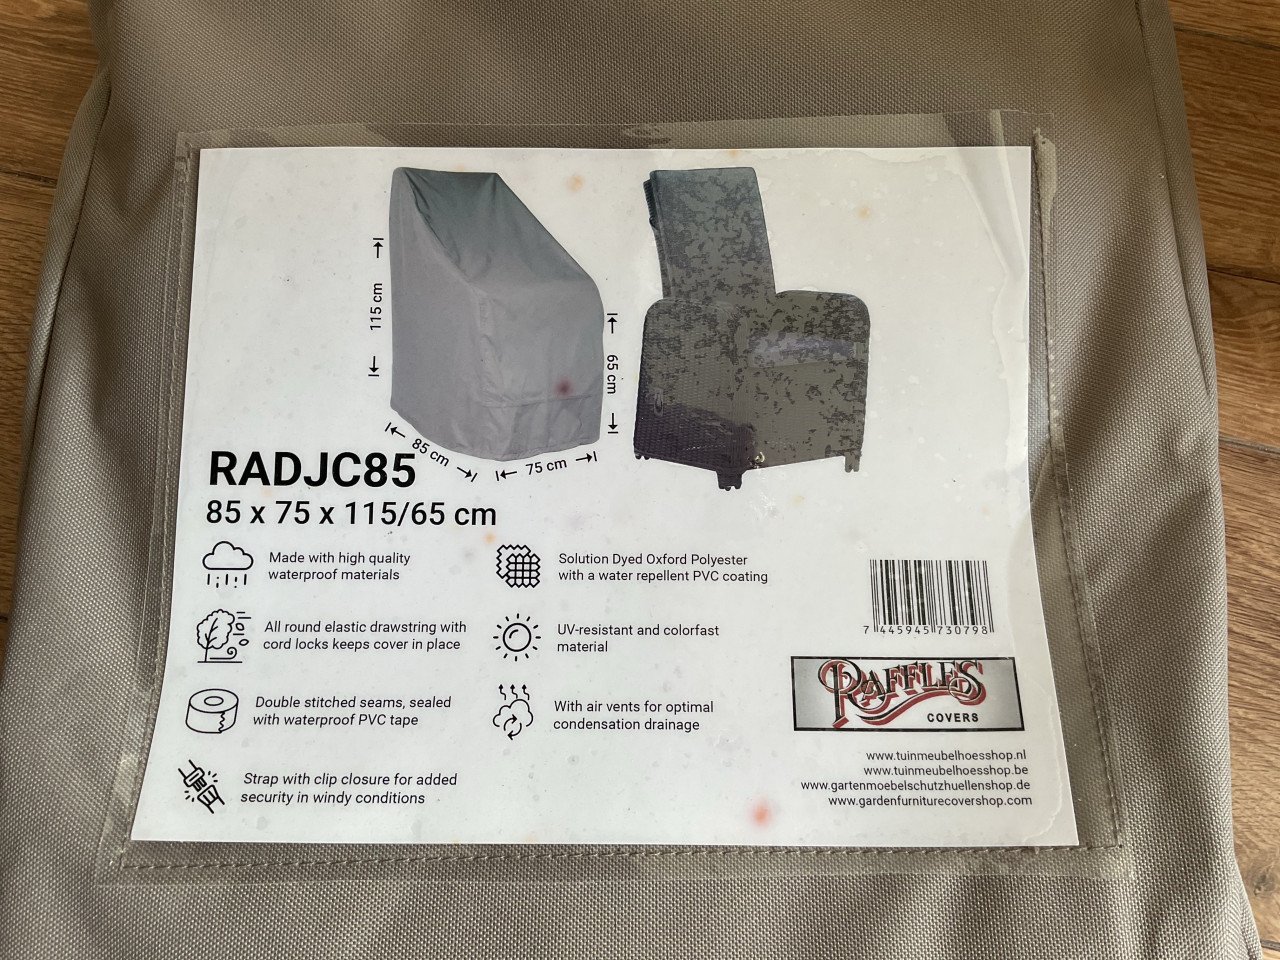 115 cm
65 cm
85 cm
75 cm
RADJC85
85 x 75 x 115/65 cm
Made with high quality
waterproof materials
Solution Dyed Oxford Polyester
with a water repellent PVC coating
All round elastic drawstring with
cord locks keeps cover in place
UV-resistant and colorfast
material
Double stitched seams, sealed
with waterproof PVC tape
With air vents for optimal
condensation drainage
Strap with clip closure for added
security in windy conditions
7 445945 730798
RAFFLES
COVERS
www.tuinmeubelhoesshop.nl
www.tuinmeubelhoesshop.be
www.gartenmoebelschutzhuellenshop.de
www.gardenfurniturecovershop.com